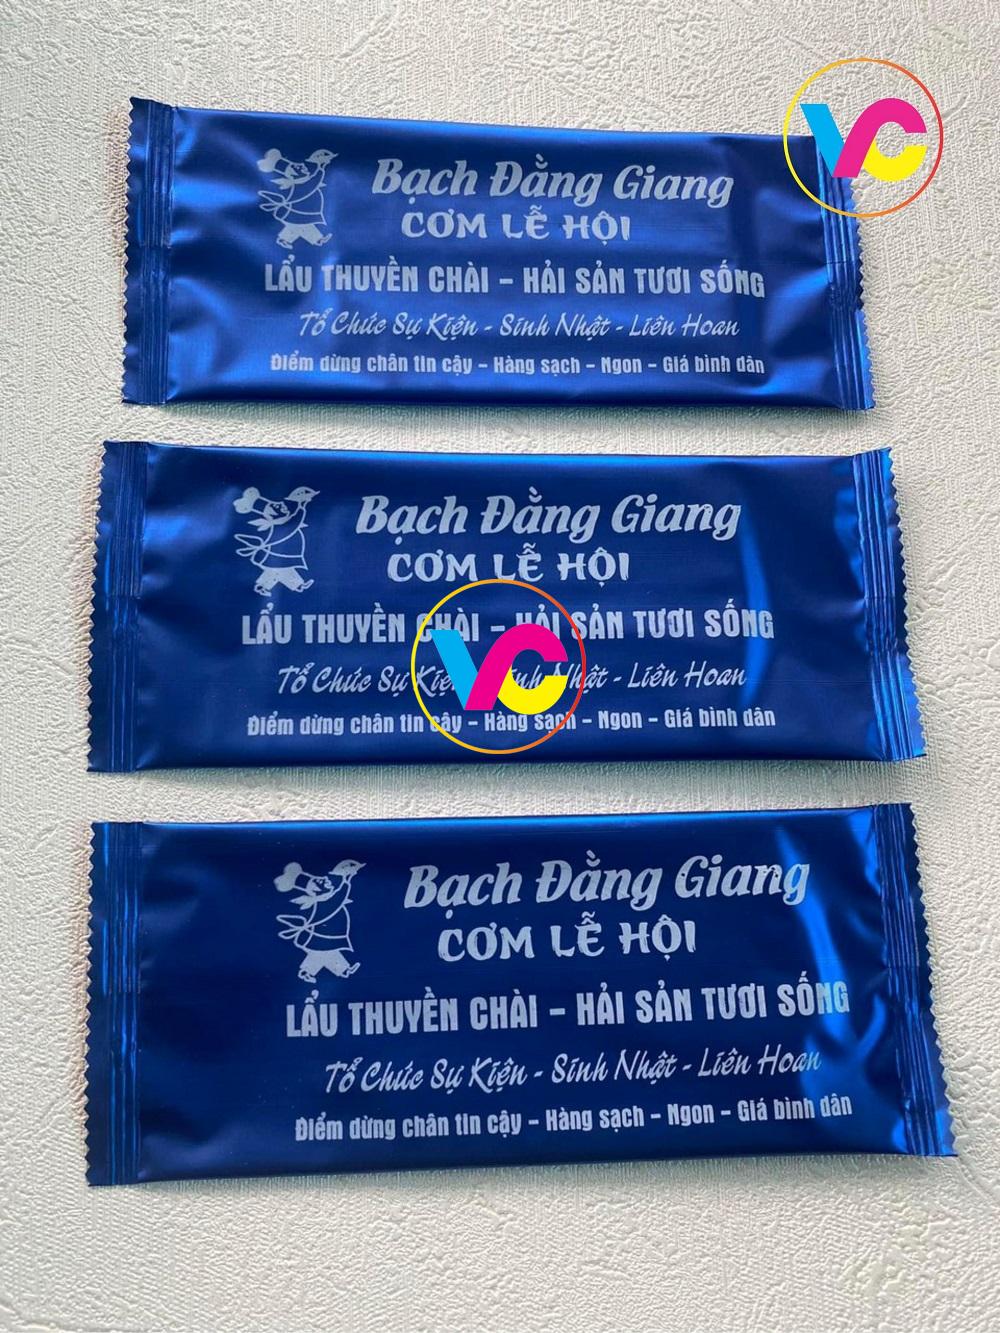 VC
Bạch Đằng Giang
CƠM LỄ HỘI
LẨU THUYỀN CHÀI - HẢI SẢN TƯƠI SỐNG
Tổ Chức Sự Kiện - Sinh Nhật - Liên Hoan
Điểm dừng chân tin cậy - Hàng sạch - Ngon - Giá bình dân
Bạch Đằng Giang
CƠM LỄ HỘI
LẨU THUYỀN CHÀI - HẢI SẢN TƯƠI SỐNG
VC
Tổ Chức Sự Kiện - Sinh Nhật - Liên Hoan
Điểm dừng chân tin cậy - Hàng sạch - Ngon - Giá bình dân
Bạch Đằng Giang
CƠM LỄ HỘI
LẨU THUYỀN CHÀI - HẢI SẢN TƯƠI SỐNG
Tổ Chức Sự Kiện - Sinh Nhật - Liên Hoan
Điểm dừng chân tin cậy - Hàng sạch - Ngon - Giá bình dân